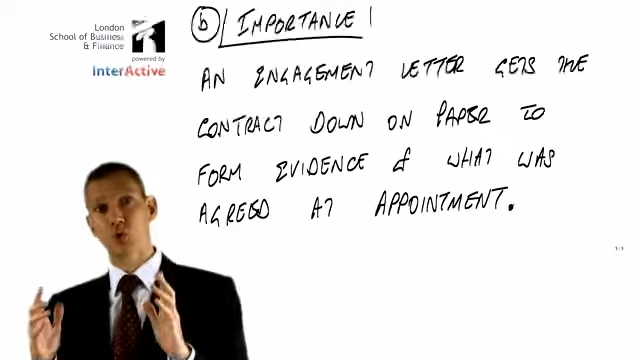 London
School of Business
& Finance
powered by
InterActive
(b) IMPORTANCE
AN ENGAGEMENT LETTER GETS THE
CONTRACT DOWN ON PAPER TO
FORM EVIDENCE OF WHAT WAS
AGREED AT APPOINTMENT.